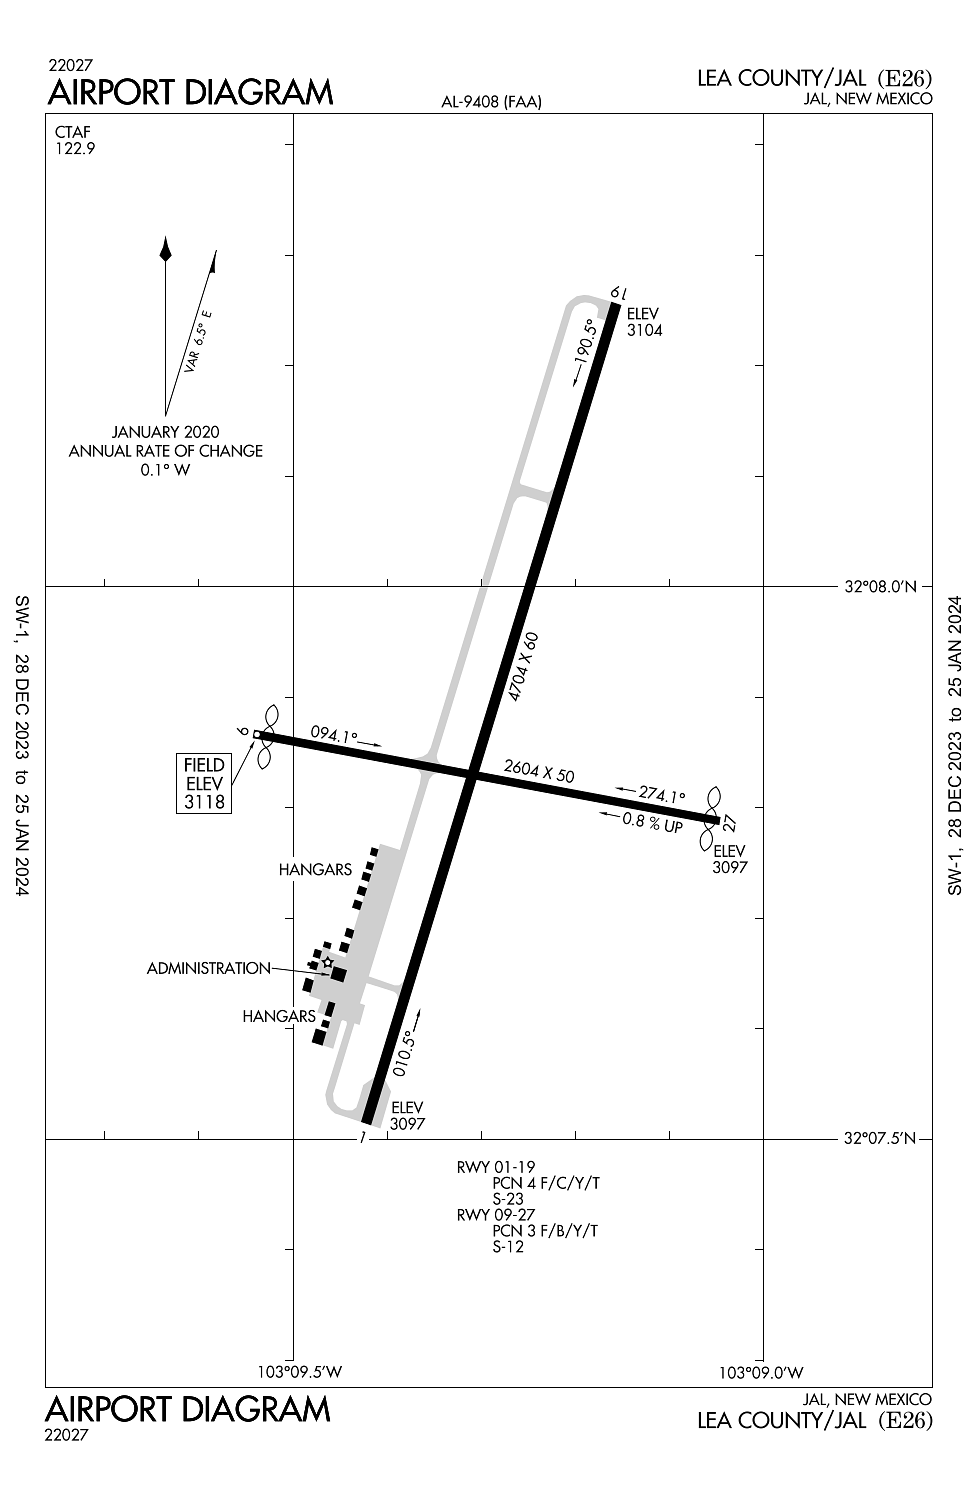 22027
AIRPORT DIAGRAM
AL-9408 (FAA)
LEA COUNTY/JAL (E26)
JAL, NEW MEXICO
CTAF
122.9
VAR 6.5° E
JANUARY 2020
ANNUAL RATE OF CHANGE
0.1° W
19
ELEV
3104
190.5°
32°08.0'N
4704 X 60
9
094.1°
FIELD
ELEV
3118
2604 X 50
274.1°
0.8 % UP
27
ELEV
3097
HANGARS
ADMINISTRATION
HANGARS
010.5°
ELEV
3097
1
32°07.5'N
RWY 01-19
PCN 4 F/C/Y/T
S-23
RWY 09-27
PCN 3 F/B/Y/T
S-12
103°09.5'W
103°09.0'W
SW-1, 28 DEC 2023 to 25 JAN 2024
SW-1, 28 DEC 2023 to 25 JAN 2024
AIRPORT DIAGRAM
22027
JAL, NEW MEXICO
LEA COUNTY/JAL (E26)